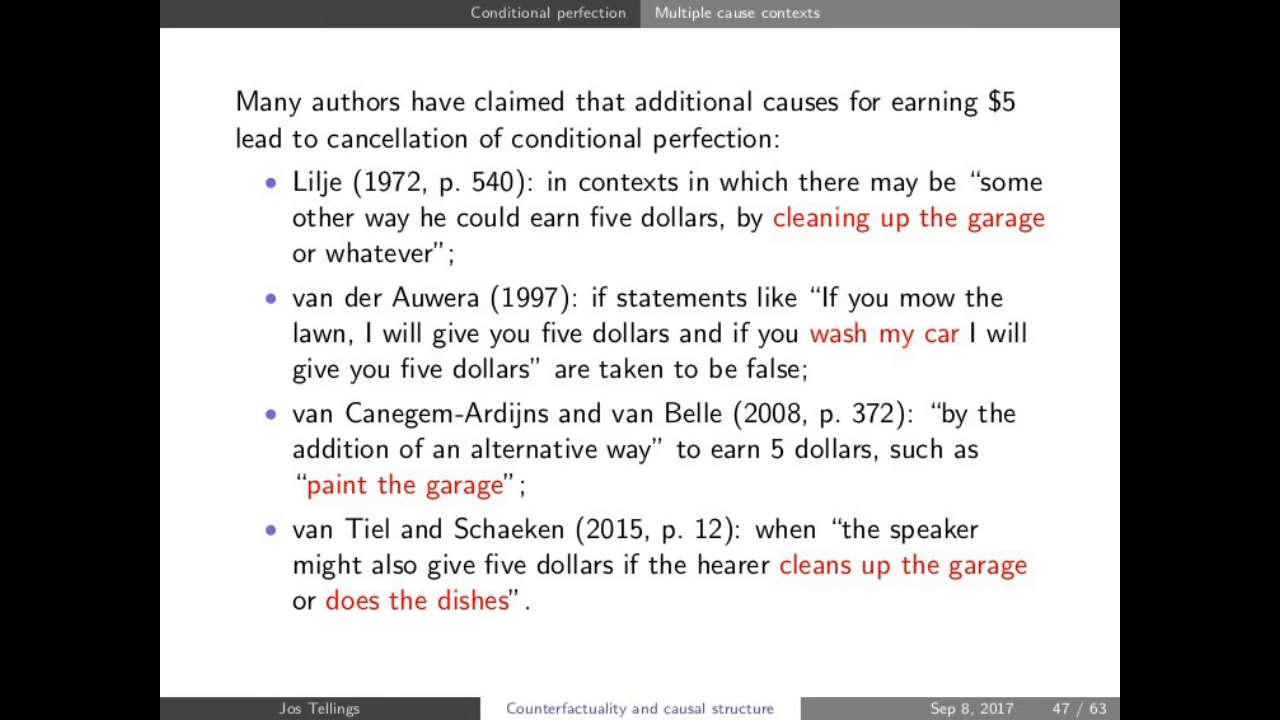 Conditional perfection Multiple cause contexts
Many authors have claimed that additional causes for earning $5
lead to cancellation of conditional perfection:
• Lilje (1972, p. 540): in contexts in which there may be “some
other way he could earn five dollars, by cleaning up the garage
or whatever”;
• van der Auwera (1997): if statements like “If you mow the
lawn, I will give you five dollars and if you wash my car I will
give you five dollars” are taken to be false;
• van Canegem-Ardijns and van Belle (2008, p. 372): “by the
addition of an alternative way” to earn 5 dollars, such as
“paint the garage”;
• van Tiel and Schaeken (2015, p. 12): when “the speaker
might also give five dollars if the hearer cleans up the garage
or does the dishes”.
Jos Tellings Counterfactuality and causal structure Sep 8, 2017 47 / 63